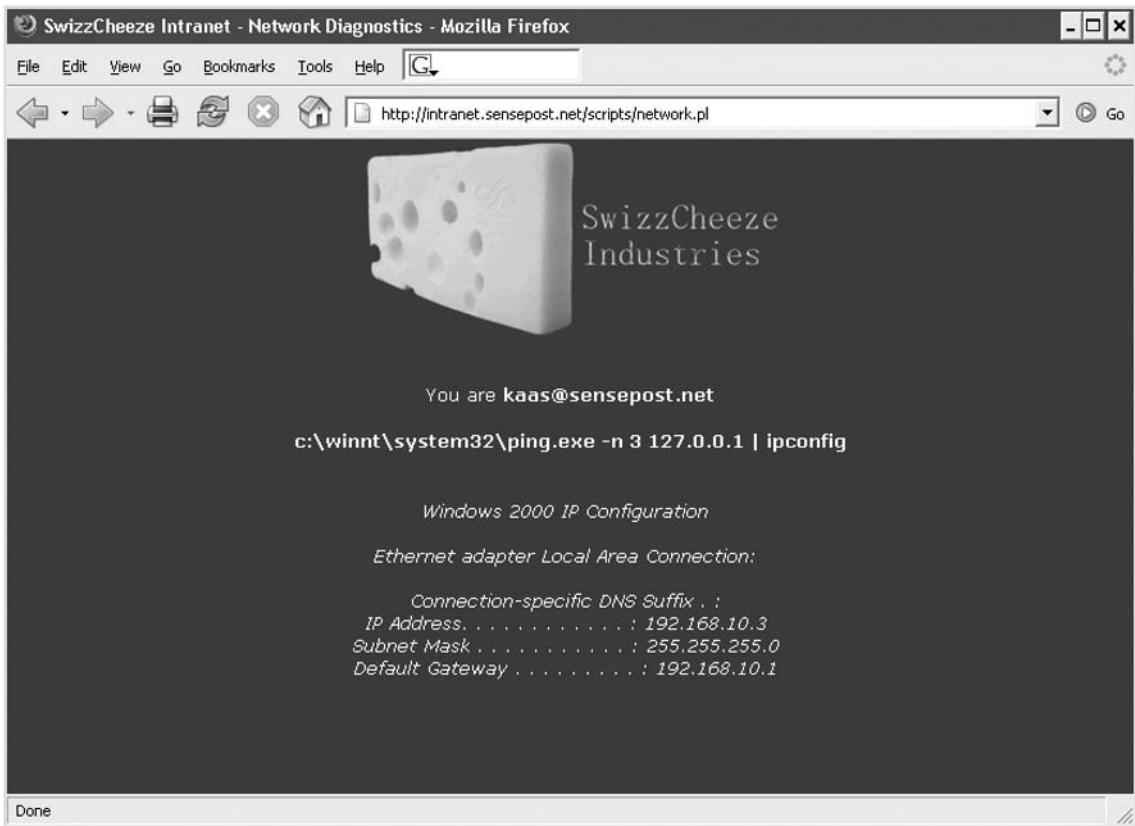 SwizzCheeze Intranet - Network Diagnostics - Mozilla Firefox
File Edit View Go Bookmarks Tools Help G
http://intranet.sensepost.net/scripts/network.pl Go
SwizzCheeze
Industries
You are kaas@sensepost.net
c:\winnt\system32\ping.exe -n 3 127.0.0.1 | ipconfig
Windows 2000 IP Configuration
Ethernet adapter Local Area Connection:
Connection-specific DNS Suffix . :
IP Address. . . . . . . . . . . . : 192.168.10.3
Subnet Mask . . . . . . . . . . . : 255.255.255.0
Default Gateway . . . . . . . . . : 192.168.10.1
Done